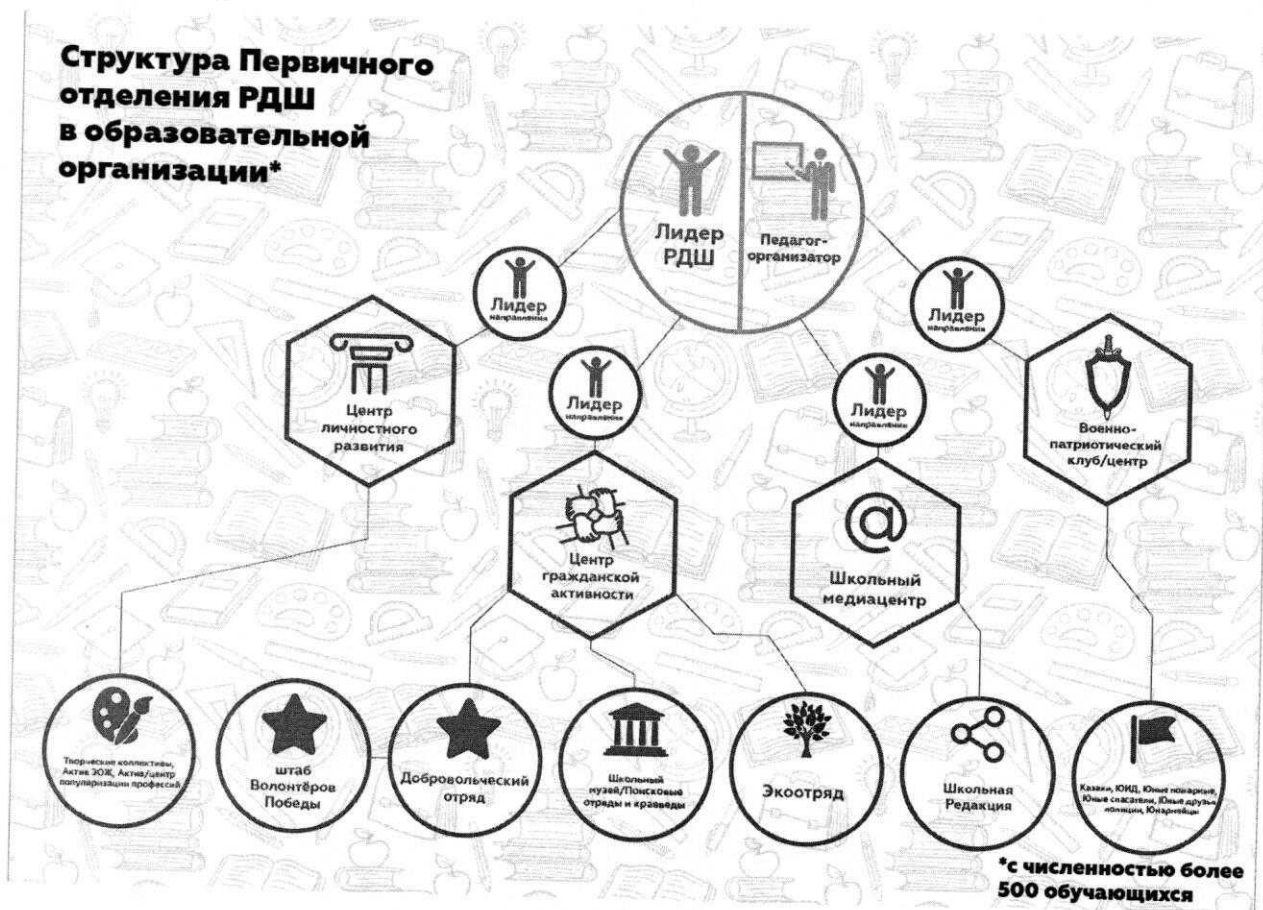 Структура Первичного
отделения РДШ
в образовательной
организации*
Лидер
РДШ
Педагог-
организатор
Лидер
направления
Лидер
направления
Лидер
направления
Лидер
направления
Центр
личностного
развития
Центр
гражданской
активности
@
Школьный
медиацентр
Военно-
патриотический
клуб/центр
Творческие коллективы,
Актив ЗОЖ, Актив/центр
популяризации профессий
штаб
Волонтёров
Победы
Добровольческий
отряд
Школьный
музей/Поисковые
отряды и краеведы
Экоотряд
Школьная
Редакция
Казаки, ЮИД, Юные пожарные,
Юные спасатели, Юные друзья
полиции, Юнармейцы
*с численностью более
500 обучающихся